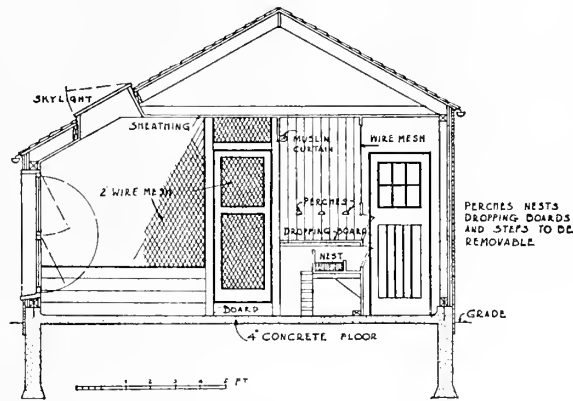 SKYLIGHT
SHEATHING
MUSLIN
CURTAIN
WIRE MESH
2" WIRE MESH
PERCHES
DROPPING-BOARD
NEST
PERCHES NESTS
DROPPING BOARDS
AND STEPS TO BE
REMOVABLE
BOARD
GRADE
4" CONCRETE FLOOR
1 2 3 4 5 FT